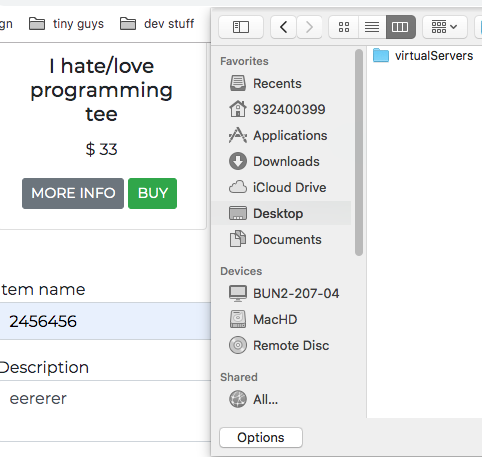 gn
tiny guys
dev stuff
I hate/love
programming
tee
$ 33
MORE INFO
BUY
tem name
2456456
Description
eererer
Favorites
Recents
932400399
Applications
Downloads
iCloud Drive
Desktop
Documents
Devices
BUN2-207-04
MacHD
Remote Disc
Shared
All...
virtualServers
Options